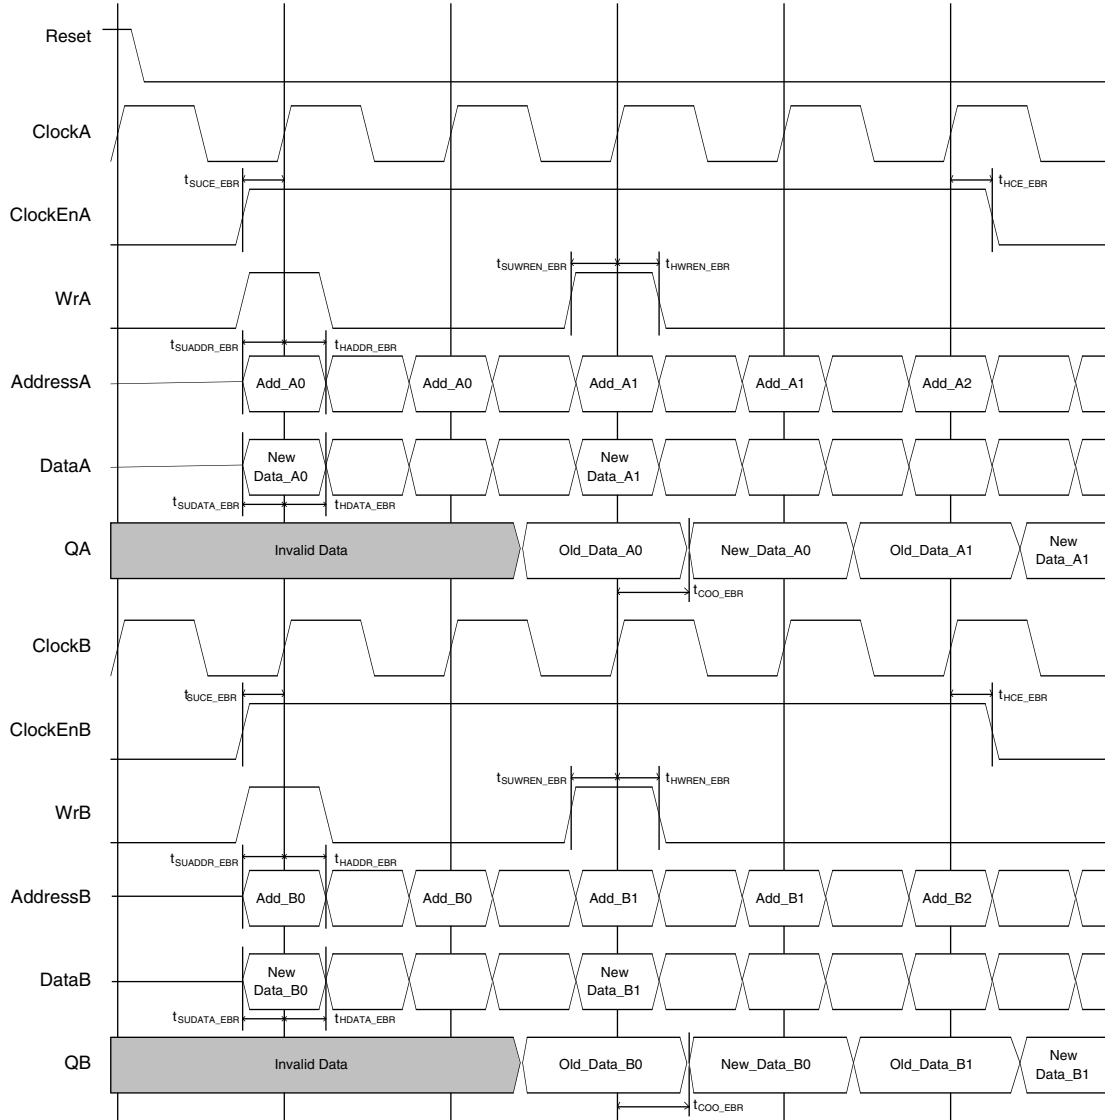 Reset
ClockA
tSUCE_EBR tHCE_EBR
ClockEnA
tSUWREN_EBR tHWREN_EBR
WrA
tSUADDR_EBR tHADDR_EBR
AddressA Add_A0 Add_A0 Add_A1 Add_A1 Add_A2
DataA New Data_A0 New Data_A1
tSUDATA_EBR tHDATA_EBR
QA Invalid Data Old_Data_A0 New_Data_A0 Old_Data_A1 New Data_A1
tCOO_EBR
ClockB
tSUCE_EBR tHCE_EBR
ClockEnB
tSUWREN_EBR tHWREN_EBR
WrB
tSUADDR_EBR tHADDR_EBR
AddressB Add_B0 Add_B0 Add_B1 Add_B1 Add_B2
DataB New Data_B0 New Data_B1
tSUDATA_EBR tHDATA_EBR
QB Invalid Data Old_Data_B0 New_Data_B0 Old_Data_B1 New Data_B1
tCOO_EBR